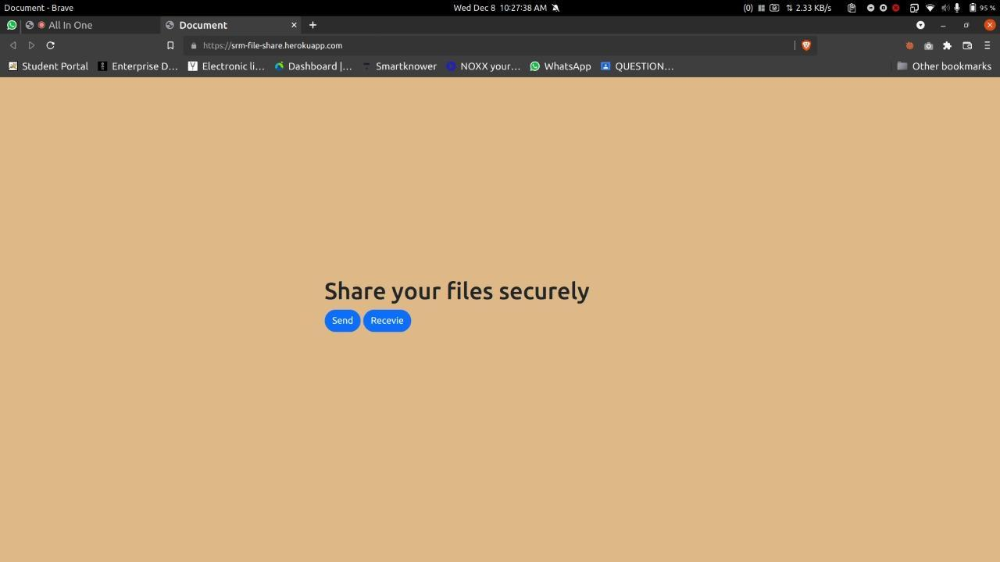 Document - Brave Wed Dec 8 10:27:38 AM (0) 2.33 KB/s 95 %
All In One Document
https://srm-file-share.herokuapp.com
Student Portal Enterprise D... V Electronic li... Dashboard |... Smartknower NOXX your... WhatsApp QUESTION... Other bookmarks
Share your files securely
Send Recevie